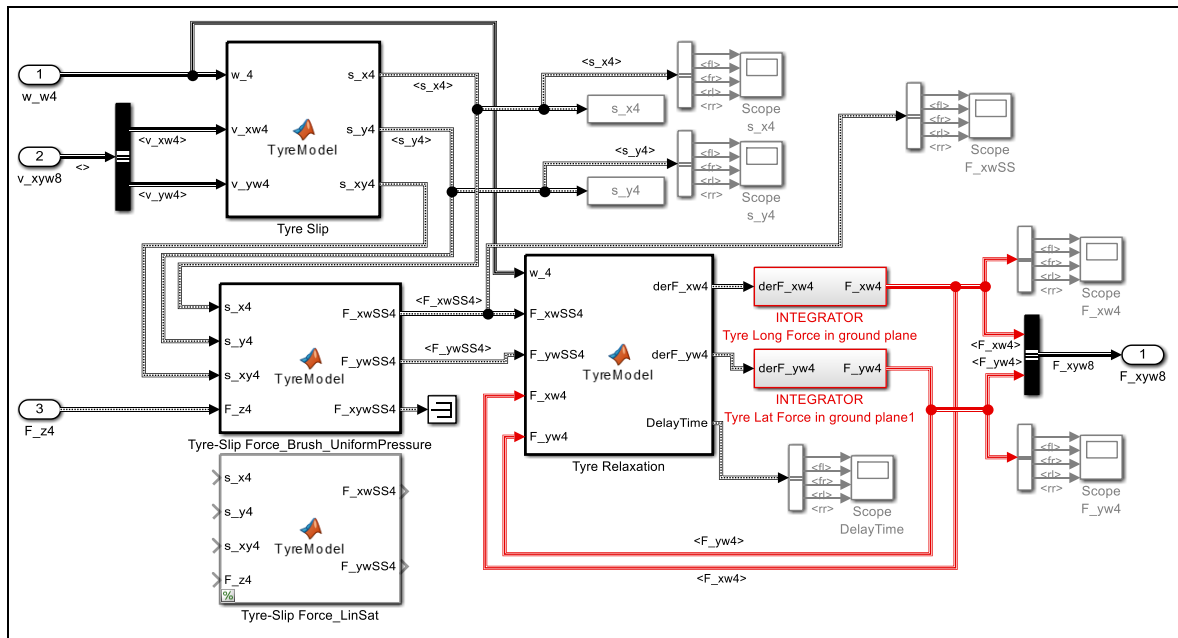 1
w_w4
2
v_xyw8
<>
<v_xw4>
<v_yw4>
w_4
v_xw4
v_yw4
TyreModel
s_x4
s_y4
s_xy4
Tyre Slip
<s_x4>
<s_y4>
<s_x4>
s_x4
<fl>
<fr>
<rl>
<rr>
Scope
s_x4
<s_y4>
s_y4
<fl>
<fr>
<rl>
<rr>
Scope
s_y4
<fl>
<fr>
<rl>
<rr>
Scope
F_xwSS
3
F_z4
s_x4
s_y4
s_xy4
F_z4
TyreModel
F_xwSS4
F_ywSS4
F_xywSS4
Tyre-Slip Force_Brush_UniformPressure
<F_xwSS4>
<F_ywSS4>
w_4
F_xwSS4
F_ywSS4
F_xw4
F_yw4
TyreModel
derF_xw4
derF_yw4
DelayTime
Tyre Relaxation
derF_xw4
F_xw4
INTEGRATOR
Tyre Long Force in ground plane
derF_yw4
F_yw4
INTEGRATOR
Tyre Lat Force in ground plane1
<fl>
<fr>
<rl>
<rr>
Scope
F_xw4
<F_xw4>
<F_yw4>
F_xyw8
1
F_xyw8
<fl>
<fr>
<rl>
<rr>
Scope
F_yw4
<fl>
<fr>
<rl>
<rr>
Scope
DelayTime
<F_yw4>
<F_xw4>
s_x4
s_y4
s_xy4
F_z4
%
TyreModel
F_xwSS4
F_ywSS4
Tyre-Slip Force_LinSat